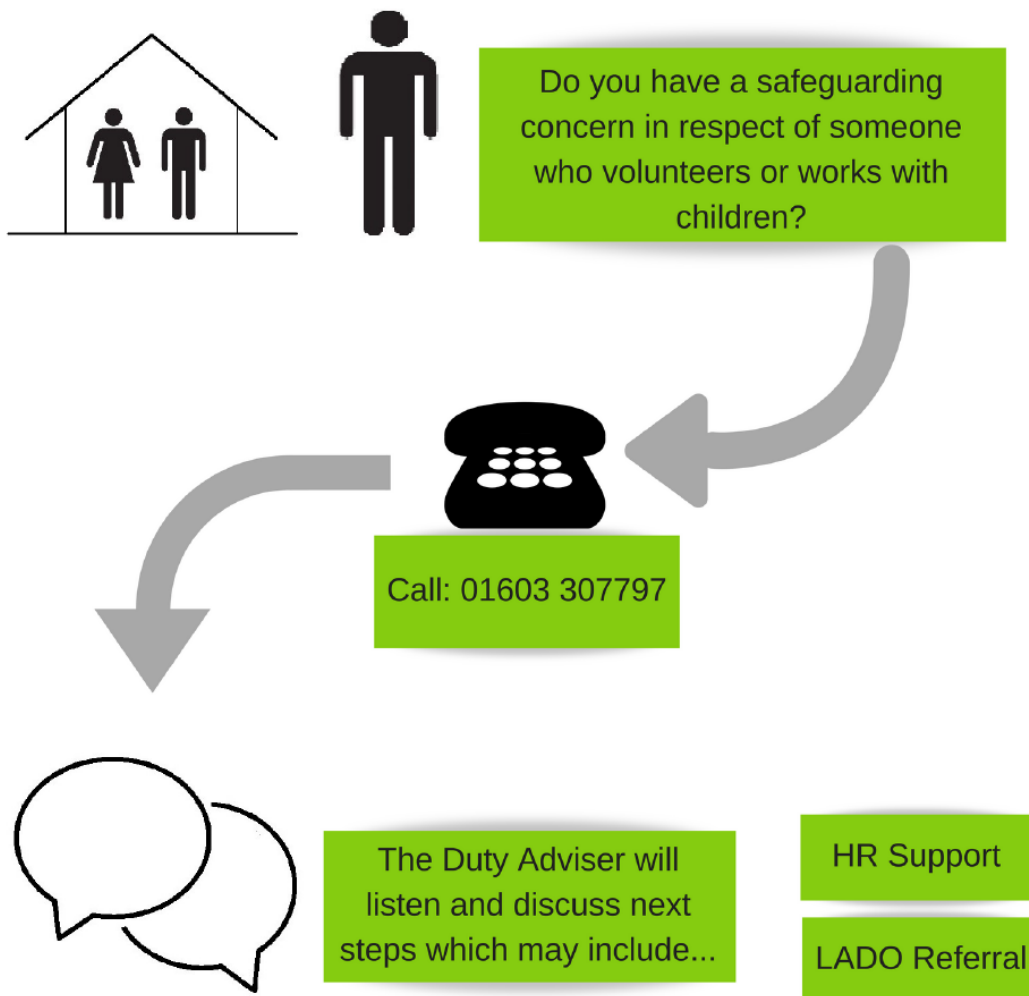 Do you have a safeguarding
concern in respect of someone
who volunteers or works with
children?
Call: 01603 307797
The Duty Adviser will
listen and discuss next
steps which may include...
HR Support
LADO Referral